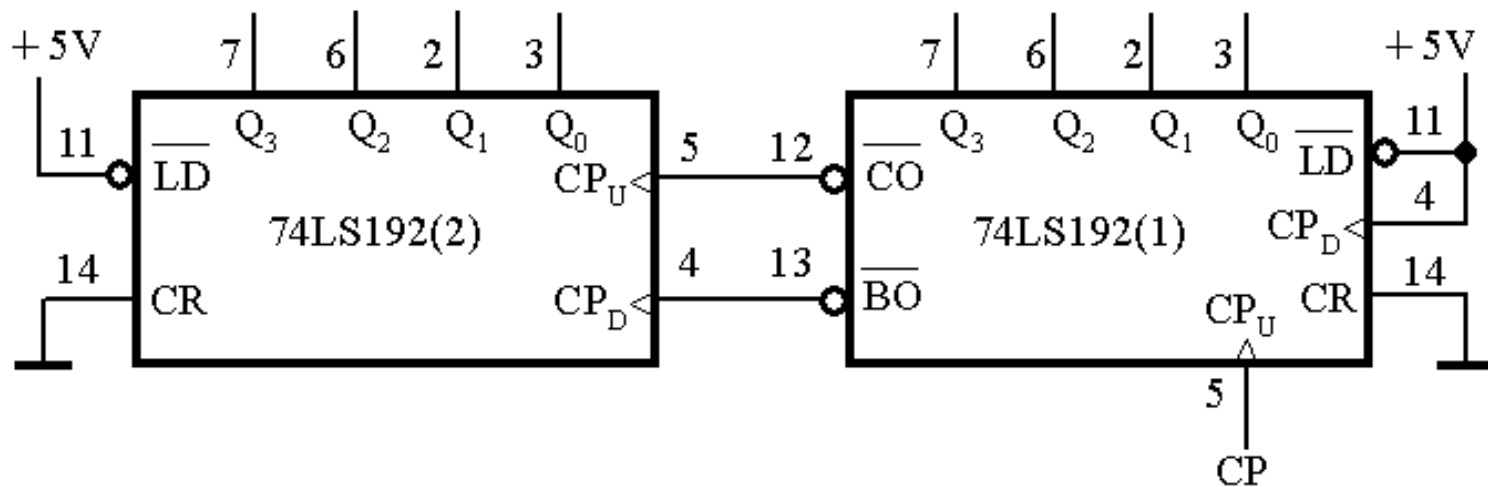 +5V 7 6 2 3 7 6 2 3 +5V
11 Q3 Q2 Q1 Q0 Q3 Q2 Q1 Q0 11
LD 5 12 CO LD
CPU 4
74LS192(2) 74LS192(1) CPD
14 4 13 14
CR CPD BO CR
CPU
5
CP